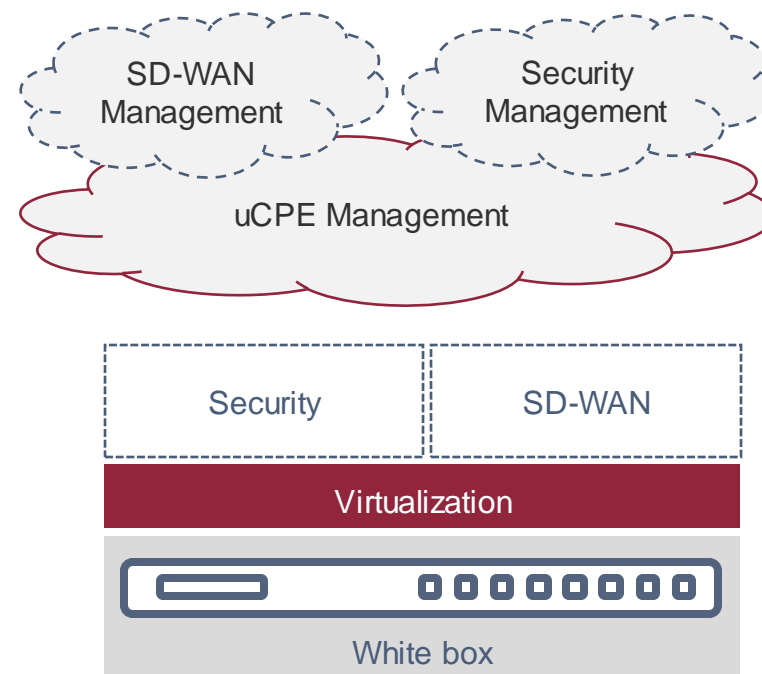 SD-WAN
Management
Security
Management
uCPE Management
Security
SD-WAN
Virtualization
White box